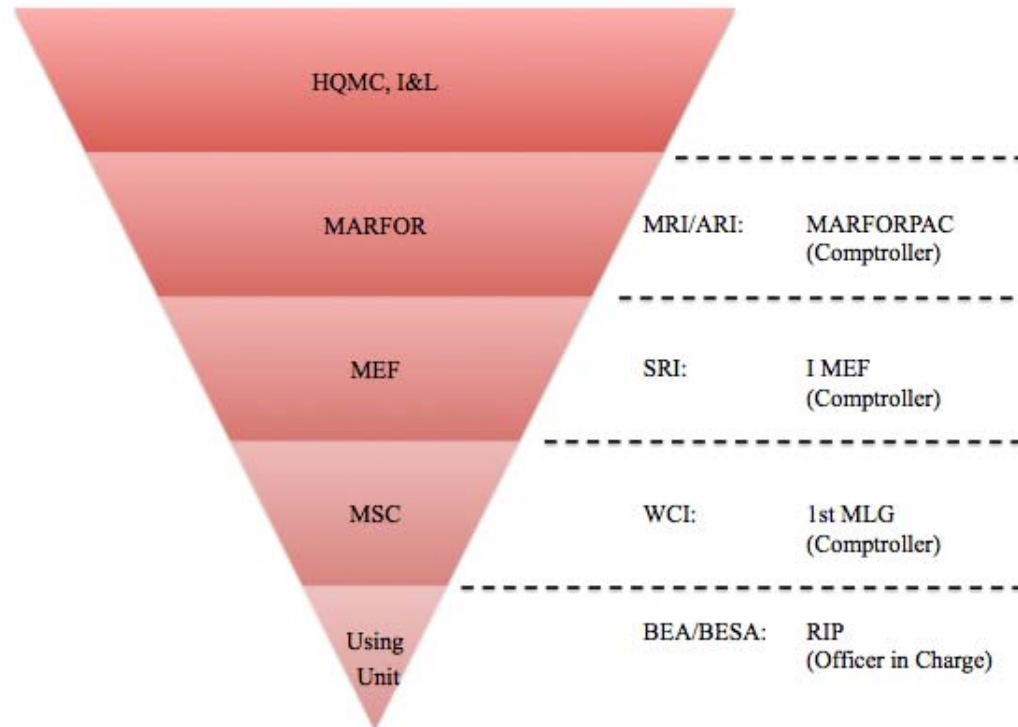 HQMC, I&L
MARFOR
MRI/ARI: MARFORPAC
(Comptroller)
MEF
SRI: I MEF
(Comptroller)
MSC
WCI: 1st MLG
(Comptroller)
Using
Unit
BEA/BESA: RIP
(Officer in Charge)